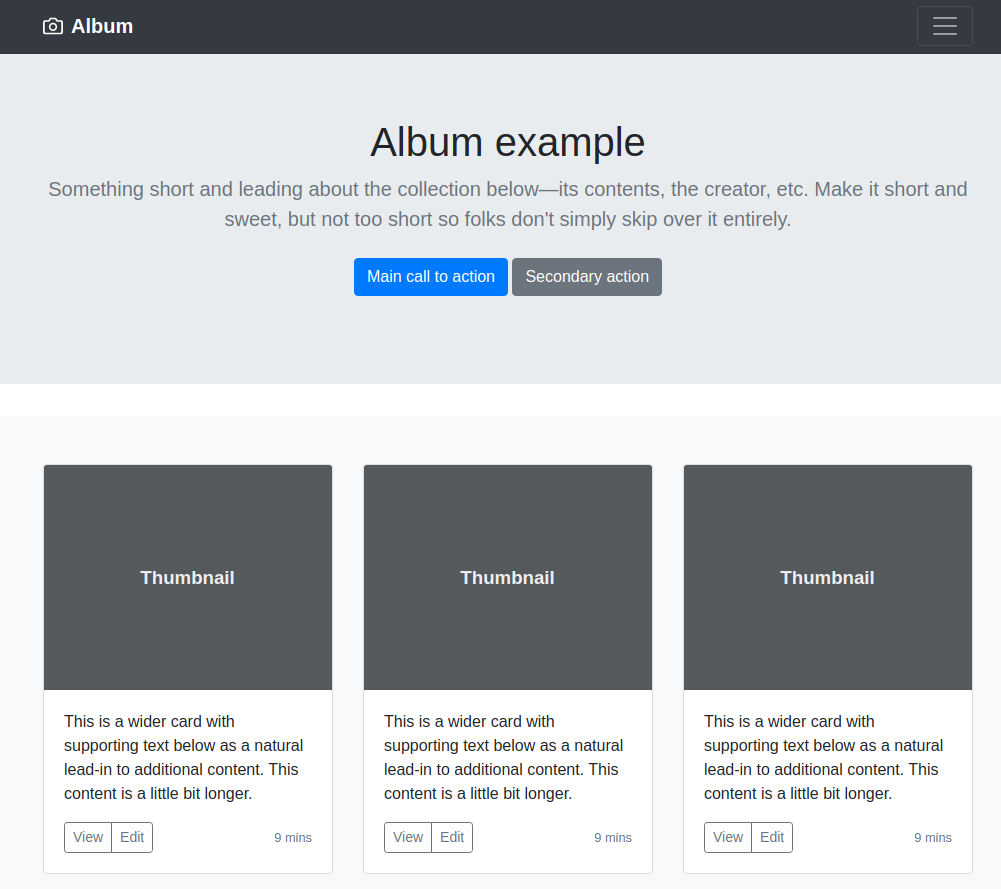 Album
Album example
Something short and leading about the collection below—its contents, the creator, etc. Make it short and
sweet, but not too short so folks don't simply skip over it entirely.
Main call to action Secondary action
Thumbnail Thumbnail Thumbnail
This is a wider card with
supporting text below as a natural
lead-in to additional content. This
content is a little bit longer.
View Edit 9 mins
This is a wider card with
supporting text below as a natural
lead-in to additional content. This
content is a little bit longer.
View Edit 9 mins
This is a wider card with
supporting text below as a natural
lead-in to additional content. This
content is a little bit longer.
View Edit 9 mins